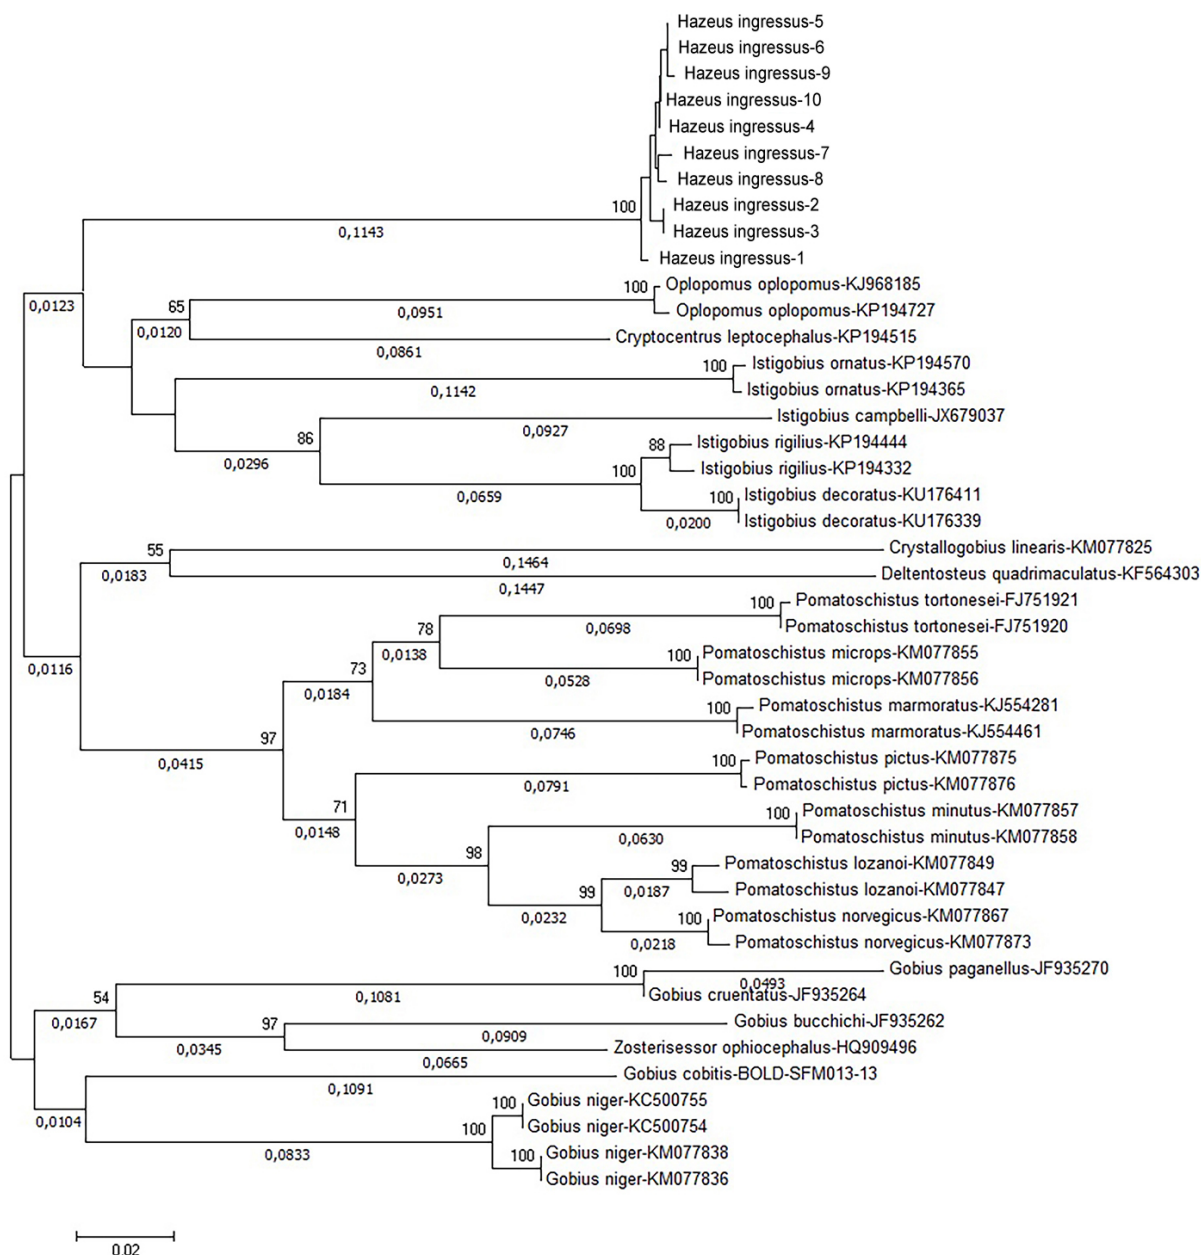 Hazeus ingressus-5
Hazeus ingressus-6
Hazeus ingressus-9
Hazeus ingressus-10
Hazeus ingressus-4
Hazeus ingressus-7
Hazeus ingressus-8
100
Hazeus ingressus-2
0,1143
Hazeus ingressus-3
Hazeus ingressus-1
100
Oplopomus oplopomus-KJ968185
0,0123
65
0,0951
Oplopomus oplopomus-KP194727
0,0120
Cryptocentrus leptocephalus-KP194515
0,0861
100
Istigobius ornatus-KP194570
0,1142
Istigobius ornatus-KP194365
Istigobius campbelli-JX679037
86
0,0927
88
Istigobius rigilius-KP194444
0,0296
100
Istigobius rigilius-KP194332
0,0659
100
Istigobius decoratus-KU176411
0,0200
Istigobius decoratus-KU176339
55
Crystallogobius linearis-KM077825
0,0183
0,1464
Deltentosteus quadrimaculatus-KF564303
0,1447
100
Pomatoschistus tortonesei-FJ751921
78
0,0698
Pomatoschistus tortonesei-FJ751920
0,0138
100
Pomatoschistus microps-KM077855
0,0116
73
0,0528
Pomatoschistus microps-KM077856
0,0184
100
Pomatoschistus marmoratus-KJ554281
97
0,0746
Pomatoschistus marmoratus-KJ554461
0,0415
100
Pomatoschistus pictus-KM077875
0,0791
Pomatoschistus pictus-KM077876
71
100
Pomatoschistus minutus-KM077857
0,0148
0,0630
Pomatoschistus minutus-KM077858
98
99
Pomatoschistus lozanoi-KM077849
0,0273
99
0,0187
Pomatoschistus lozanoi-KM077847
0,0232
100
Pomatoschistus norvegicus-KM077867
0,0218
Pomatoschistus norvegicus-KM077873
100
Gobius paganellus-JF935270
0,0493
54
0,1081
Gobius cruentatus-JF935264
0,0167
97
Gobius bucchichi-JF935262
0,0345
0,0909
Zosterisessor ophiocephalus-HQ909496
0,0665
Gobius cobitis-BOLD-SFM013-13
0,1091
100
Gobius niger-KC500755
0,0104
100
Gobius niger-KC500754
0,0833
100
Gobius niger-KM077838
Gobius niger-KM077836
0.02